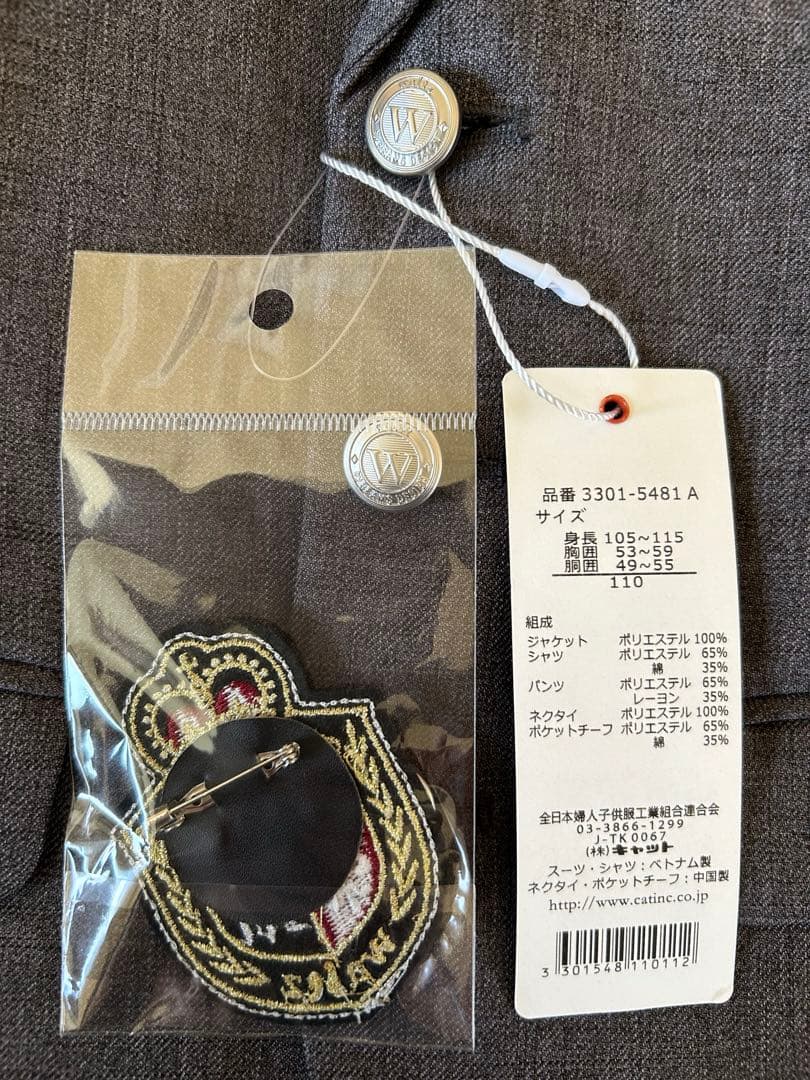 W
W
品番 3301-5481 A
サイズ
身長 105~115
胸囲 53~59
胴囲 49~55
110
組成
ジャケット ポリエステル 100%
シャツ ポリエステル 65%
綿 35%
パンツ ポリエステル 65%
レーヨン 35%
ネクタイ ポリエステル 100%
ポケットチーフ ポリエステル 65%
綿 35%
全日本婦人子供服工業組合連合会
03-3866-1299
J-TK 0067
(株)キャット
スーツ・シャツ:ベトナム製
ネクタイ・ポケットチーフ:中国製
http://www.catinc.co.jp
3 301548 110112